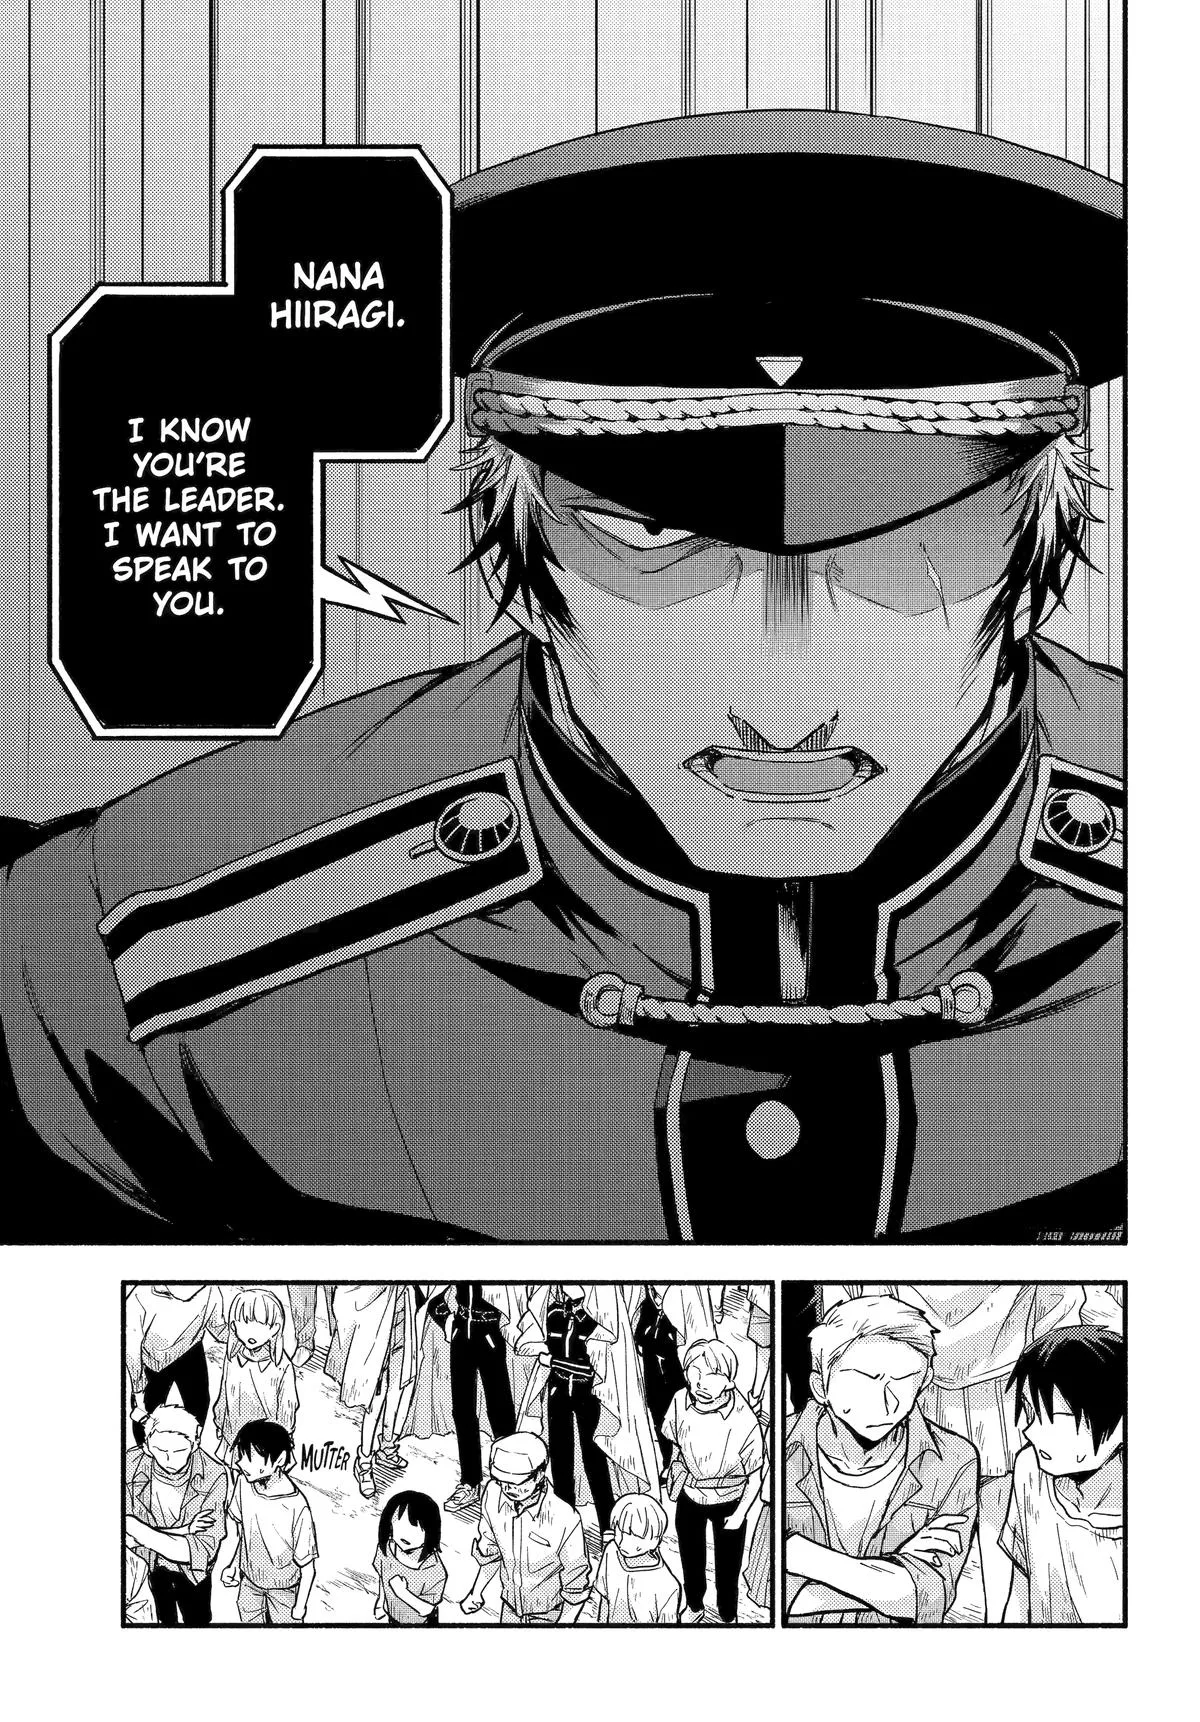 NANA
HIIRAGI.
I KNOW
YOU'RE
THE LEADER.
I WANT TO
SPEAK TO
YOU.
MUTTER